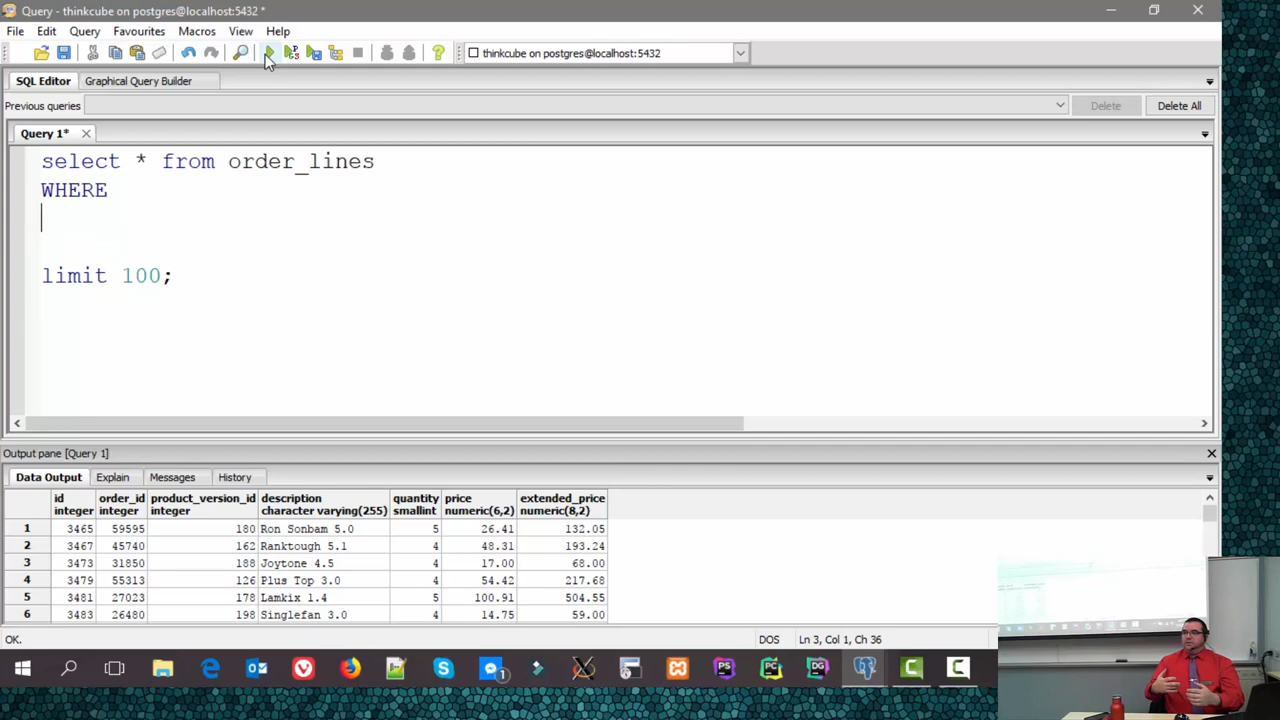 Query - thinkcube on postgres@localhost:5432 *
File Edit Query Favourites Macros View Help
thinkcube on postgres@localhost:5432
SQL Editor Graphical Query Builder
Previous queries Delete Delete All
Query 1*
select * from order_lines
WHERE
limit 100;
Output pane [Query 1]
Data Output Explain Messages History
id order_id product_version_id description quantity price extended_price
integer integer integer character varying(255) smallint numeric(6,2) numeric(8,2)
1 3465 59595 180 Ron Sonbam 5.0 5 26.41 132.05
2 3467 45740 162 Ranktough 5.1 4 48.31 193.24
3 3473 31850 188 Joytone 4.5 4 17.00 68.00
4 3479 55313 126 Plus Top 3.0 4 54.42 217.68
5 3481 27023 178 Lamkix 1.4 5 100.91 504.55
6 3483 26480 198 Singlefan 3.0 4 14.75 59.00
OK. DOS Ln 3, Col 1, Ch 36
1 PS PC DG